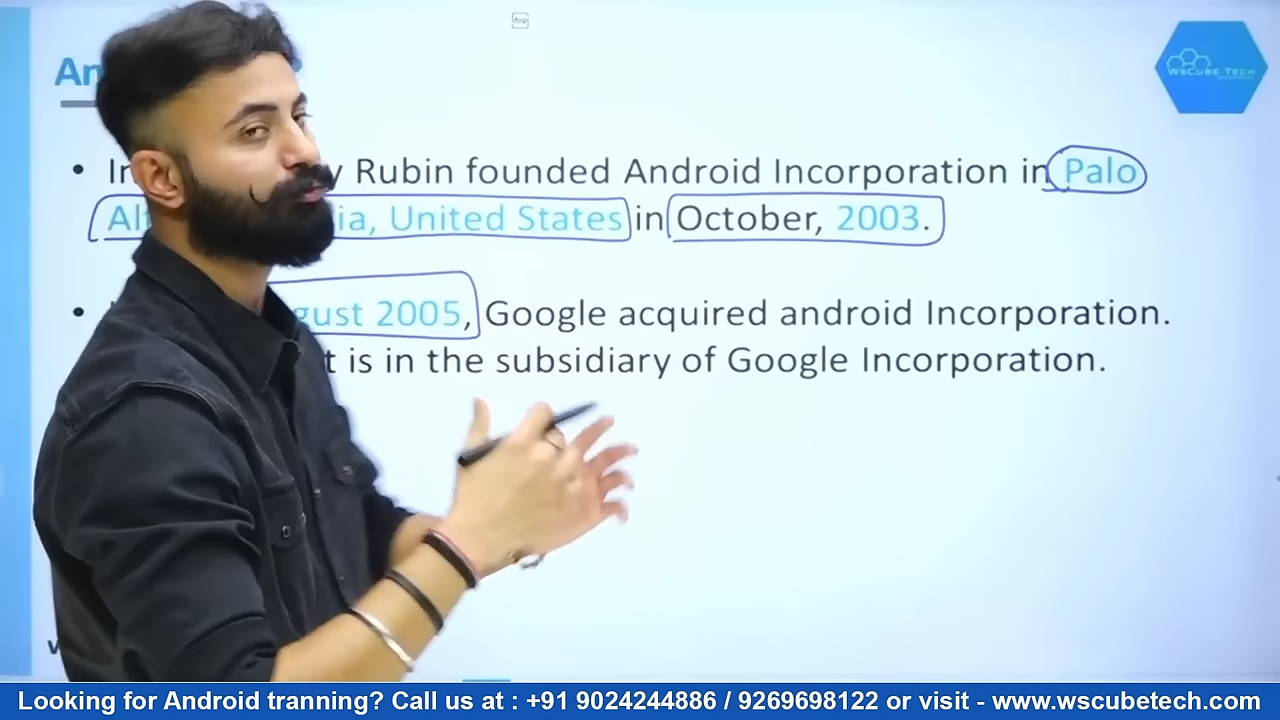 An
WSCUBE TECH
• In y Rubin founded Android Incorporation in Palo
Alt ia, United States in October, 2003.
• gust 2005, Google acquired android Incorporation.
t is in the subsidiary of Google Incorporation.
Looking for Android tranning? Call us at : +91 9024244886 / 9269698122 or visit - www.wscubetech.com